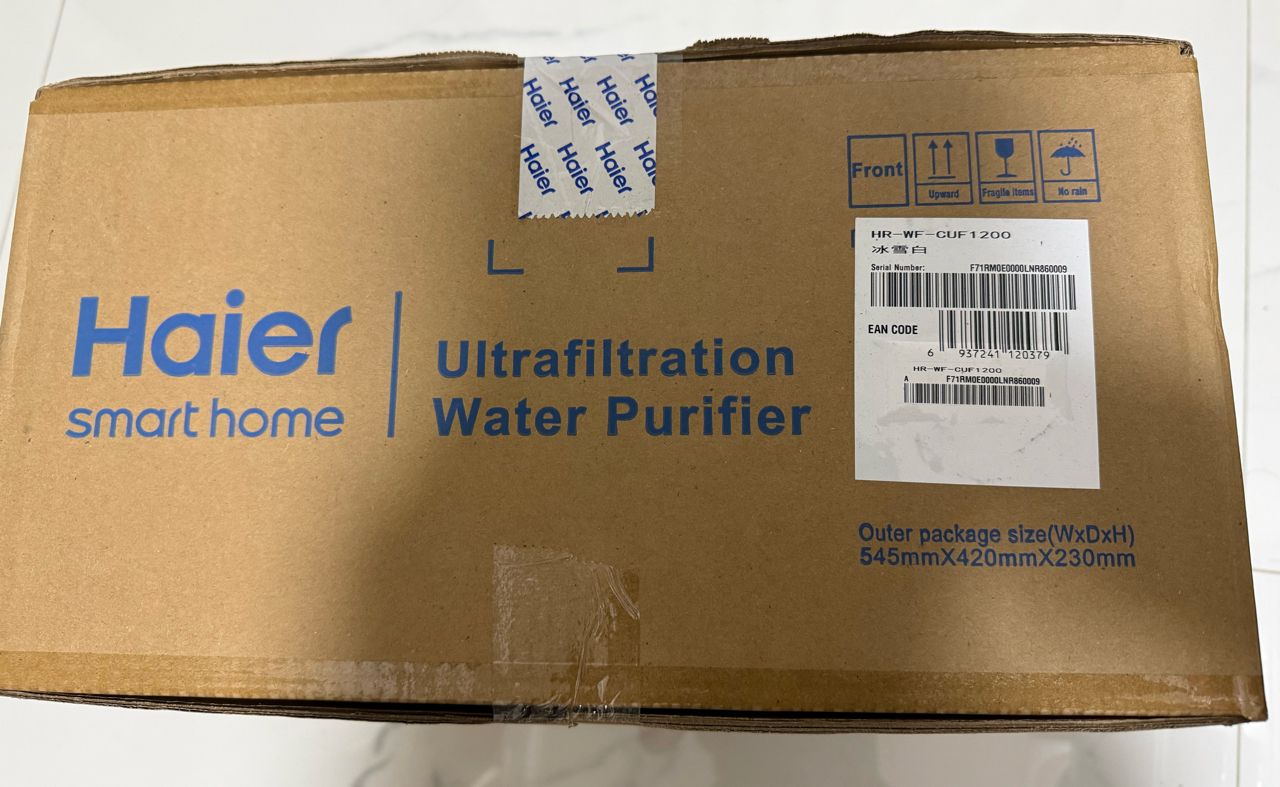 Haier Haier Haier Haier
Haier Haier Haier Haier
Front
Upward
Fragile items
No rain
HR-WF-CUF1200
冰雪白
Serial Number: F71RM0E0000LNR860009
EAN CODE
6 937241 120379
HR-WF-CUF1200
A F71RM0E0000LNR860009
Haier
smart home
Ultrafiltration
Water Purifier
Outer package size(WxDxH)
545mmX420mmX230mm